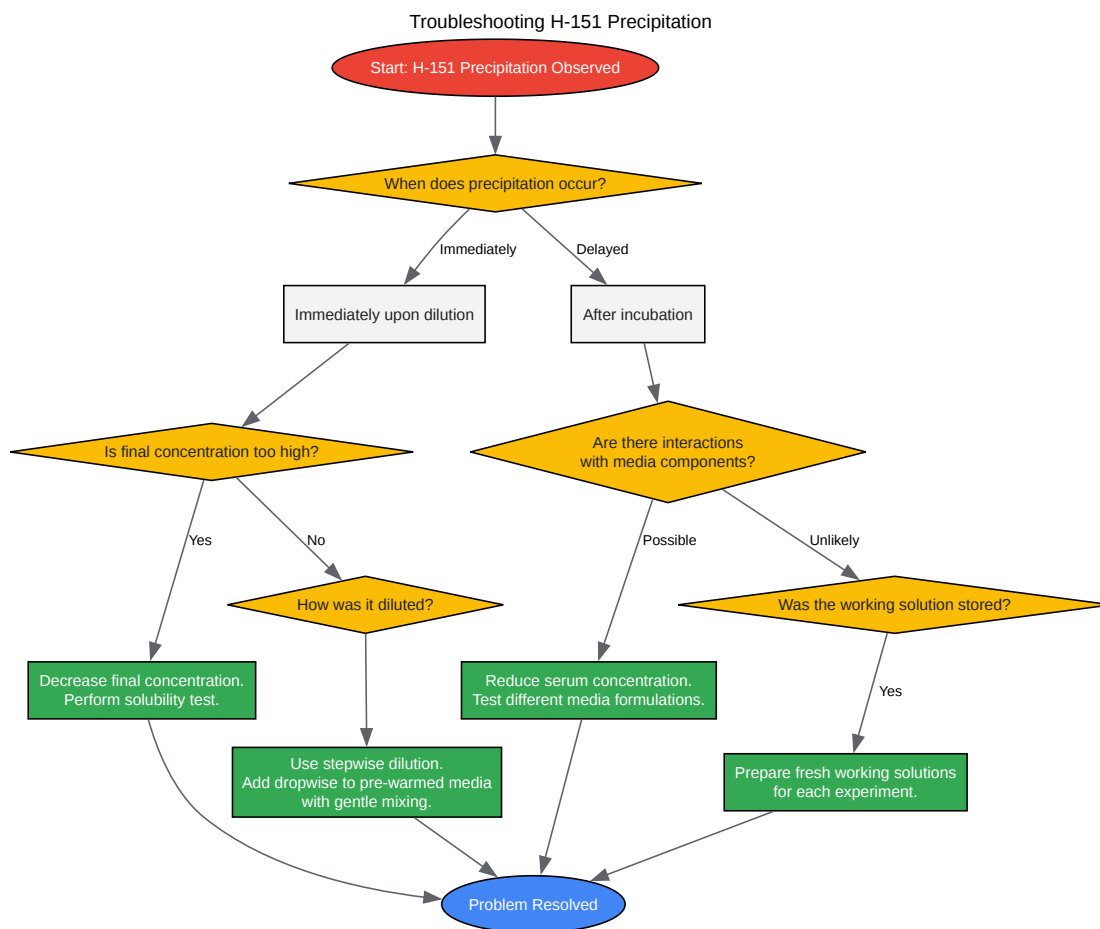 Troubleshooting H-151 Precipitation
Start: H-151 Precipitation Observed
When does precipitation occur?
Immediately
Delayed
Immediately upon dilution
After incubation
Is final concentration too high?
Are there interactions
with media components?
Yes
No
Possible
Unlikely
How was it diluted?
Was the working solution stored?
Decrease final concentration.
Perform solubility test.
Reduce serum concentration.
Test different media formulations.
Yes
Use stepwise dilution.
Add dropwise to pre-warmed media
with gentle mixing.
Prepare fresh working solutions
for each experiment.
Problem Resolved